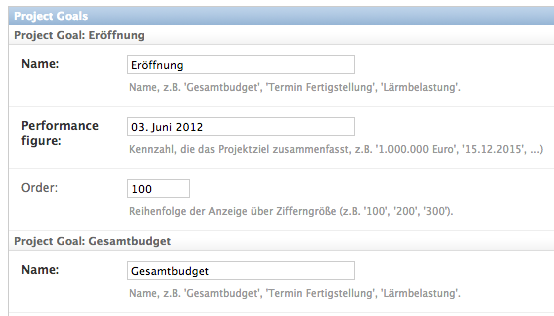 Project Goals
Project Goal: Eröffnung
Name:
Eröffnung
Name, z.B. 'Gesamtbudget', 'Termin Fertigstellung', 'Lärmbelastung'.
Performance figure:
03. Juni 2012
Kennzahl, die das Projektziel zusammenfasst, z.B. '1.000.000 Euro', '15.12.2015', ...)
Order:
100
Reihenfolge der Anzeige über Zifferngröße (z.B. '100', '200', '300').
Project Goal: Gesamtbudget
Name:
Gesamtbudget
Name, z.B. 'Gesamtbudget', 'Termin Fertigstellung', 'Lärmbelastung'.